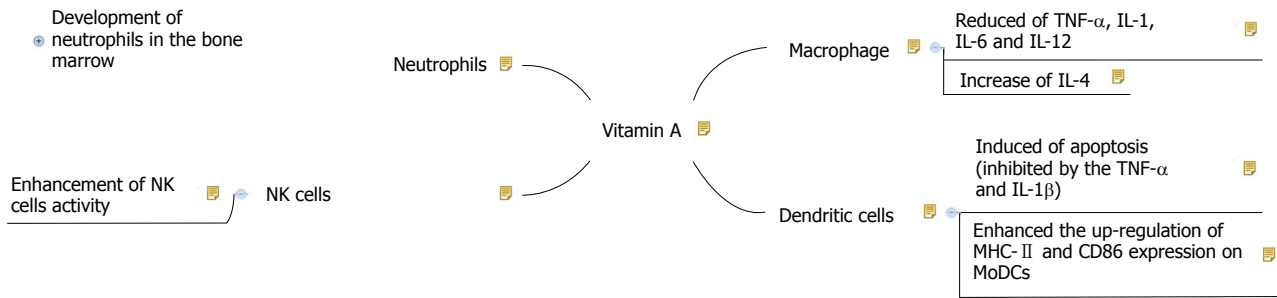 Development of
neutrophils in the bone
marrow
Neutrophils
Enhancement of NK
cells activity
NK cells
Vitamin A
Macrophage
Reduced of TNF-α, IL-1,
IL-6 and IL-12
Increase of IL-4
Dendritic cells
Induced of apoptosis
(inhibited by the TNF-α
and IL-1β)
Enhanced the up-regulation of
MHC-Ⅱ and CD86 expression on
MoDCs